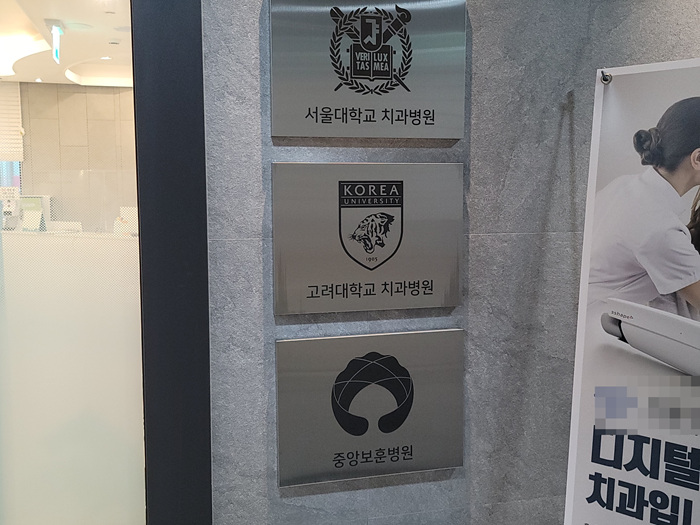 VERI LUX
TAS MEA
서울대학교 치과병원
KOREA
UNIVERSITY
1905
고려대학교 치과병원
중앙보훈병원
디지털
치과입니